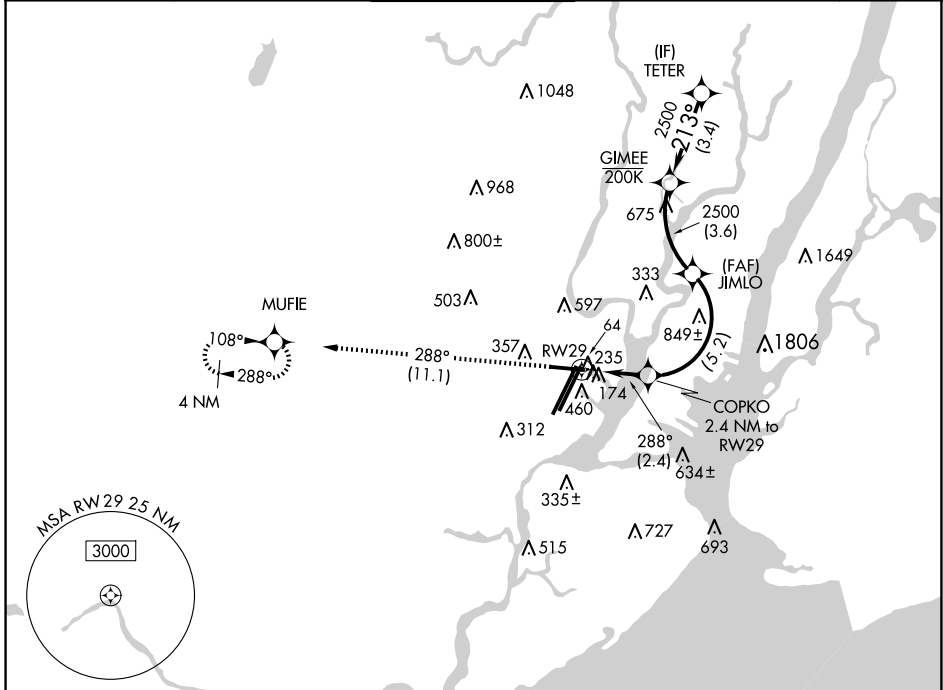 (IF)
TETER
1048
2500
213°
(3.4)
GIMEE
200K
968
675
2500
(3.6)
800±
1649
(FAF)
JIMLO
333
503
597
MUFIE
849±
64
1806
108°
357
RW29
235
(5.2)
288°
(11.1)
288°
174
4 NM
460
COPKO
2.4 NM to
RW29
312
288°
(2.4)
634±
335±
MSA RW29 25 NM
727
693
3000
515